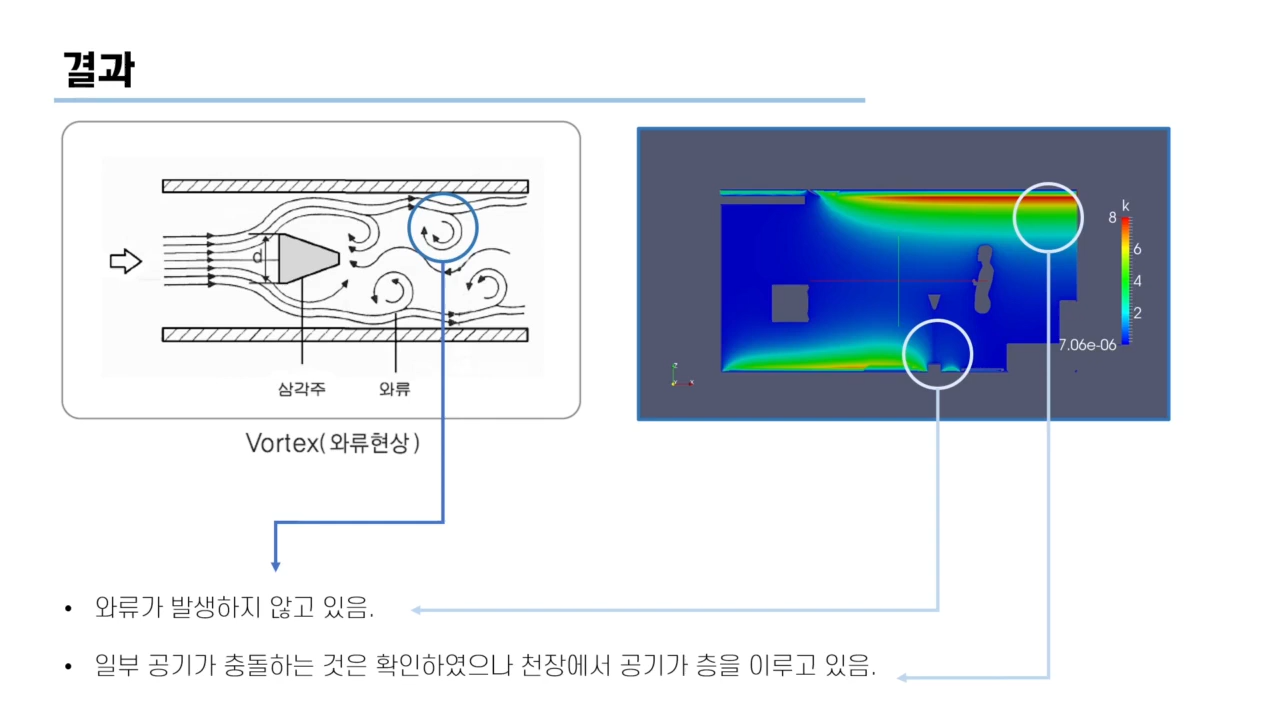 결과
d
삼각주
와류
Vortex(와류현상)
k
8
6
4
2
7.06e-06
• 와류가 발생하지 않고 있음.
• 일부 공기가 충돌하는 것은 확인하였으나 천장에서 공기가 층을 이루고 있음.